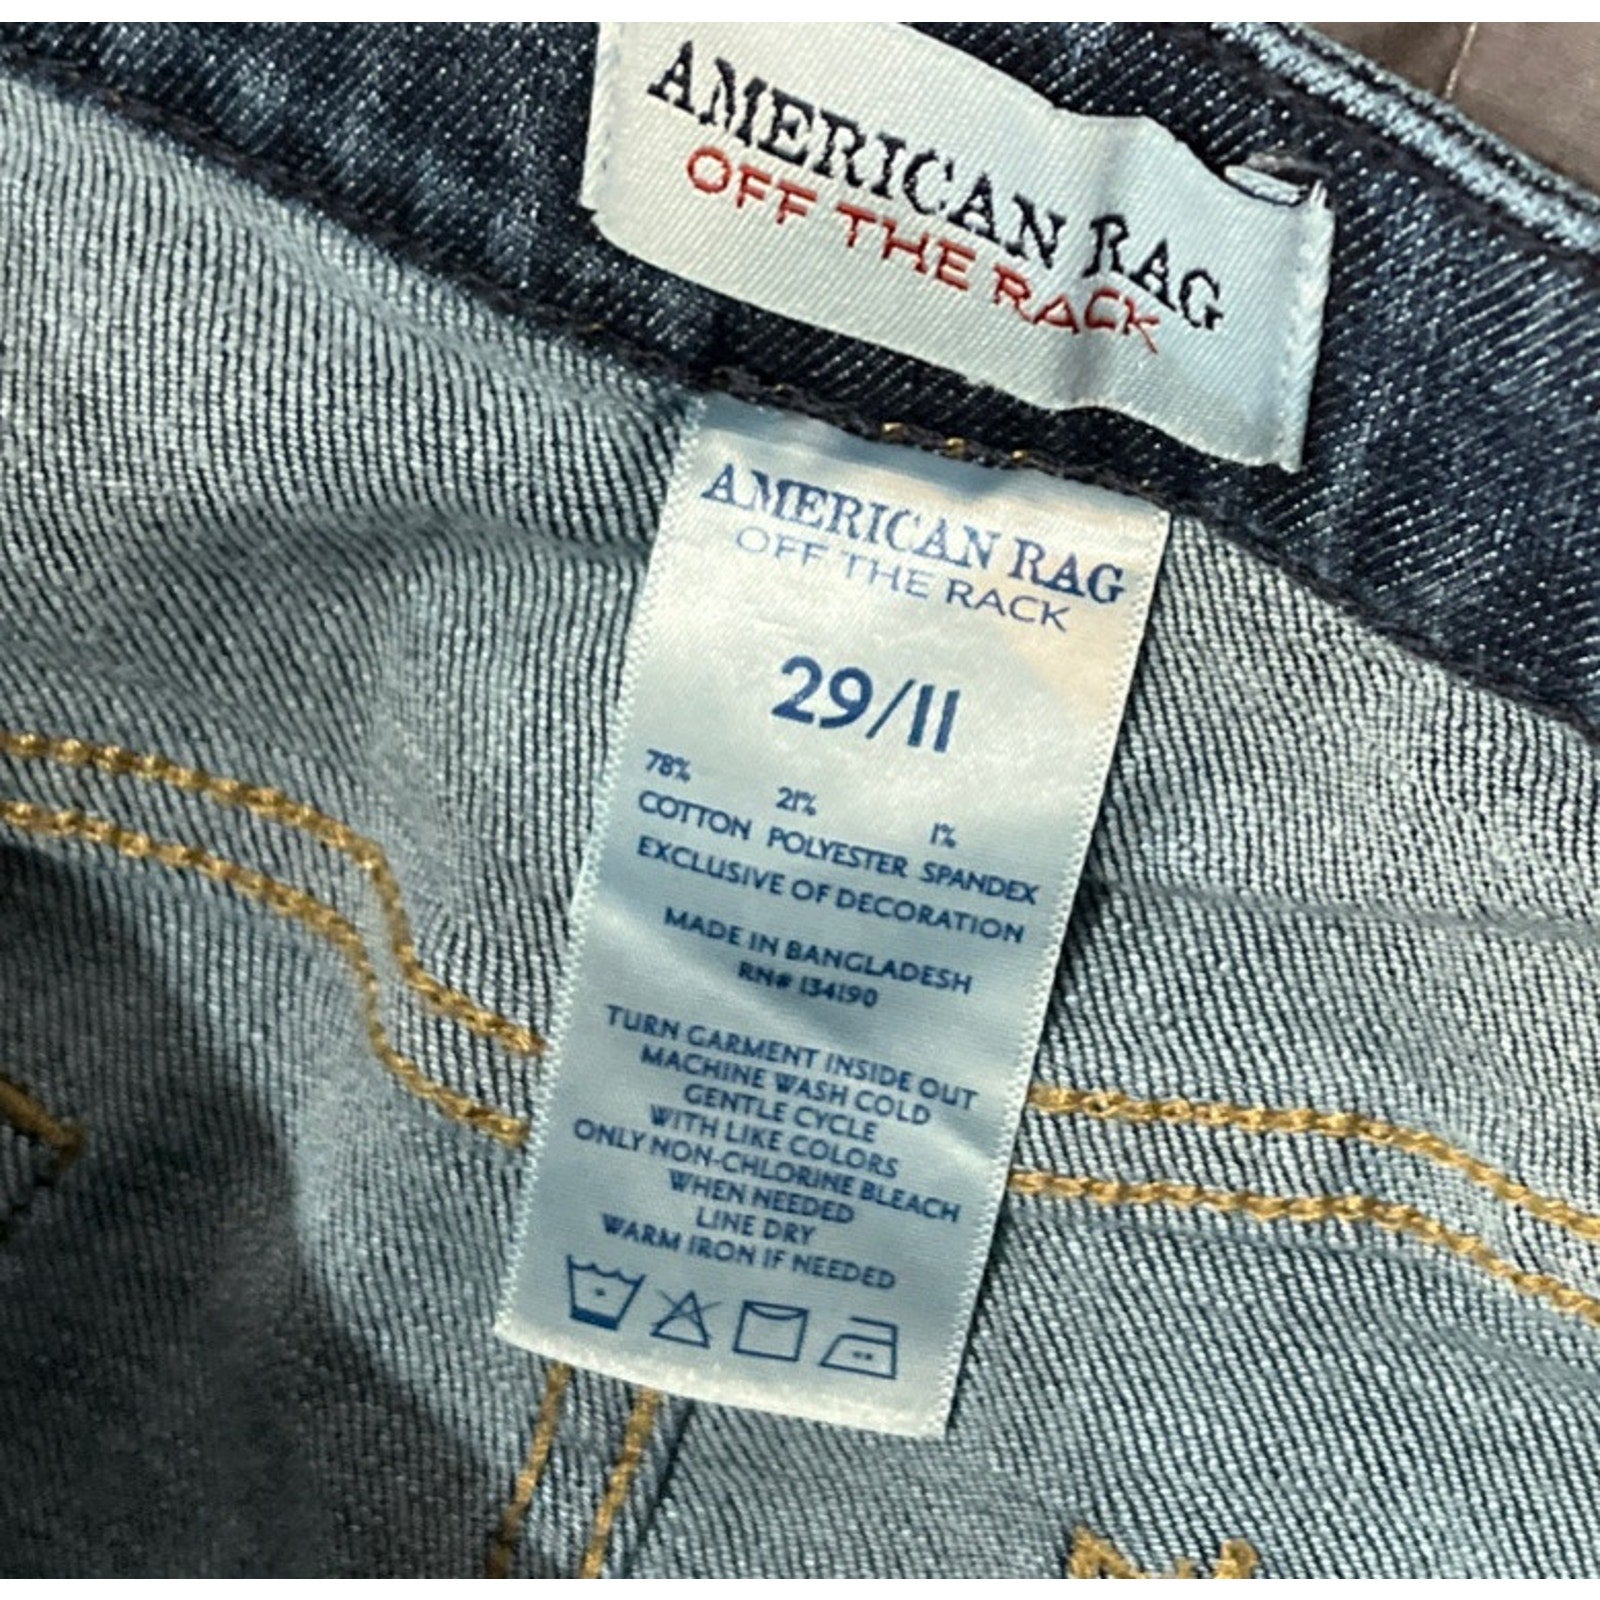 AMERICAN RAG
OFF THE RACK
AMERICAN RAG
OFF THE RACK
29/11
78% 21% 1%
COTTON POLYESTER SPANDEX
EXCLUSIVE OF DECORATION
MADE IN BANGLADESH
RN# 134190
TURN GARMENT INSIDE OUT
MACHINE WASH COLD
GENTLE CYCLE
WITH LIKE COLORS
ONLY NON-CHLORINE BLEACH
WHEN NEEDED
LINE DRY
WARM IRON IF NEEDED